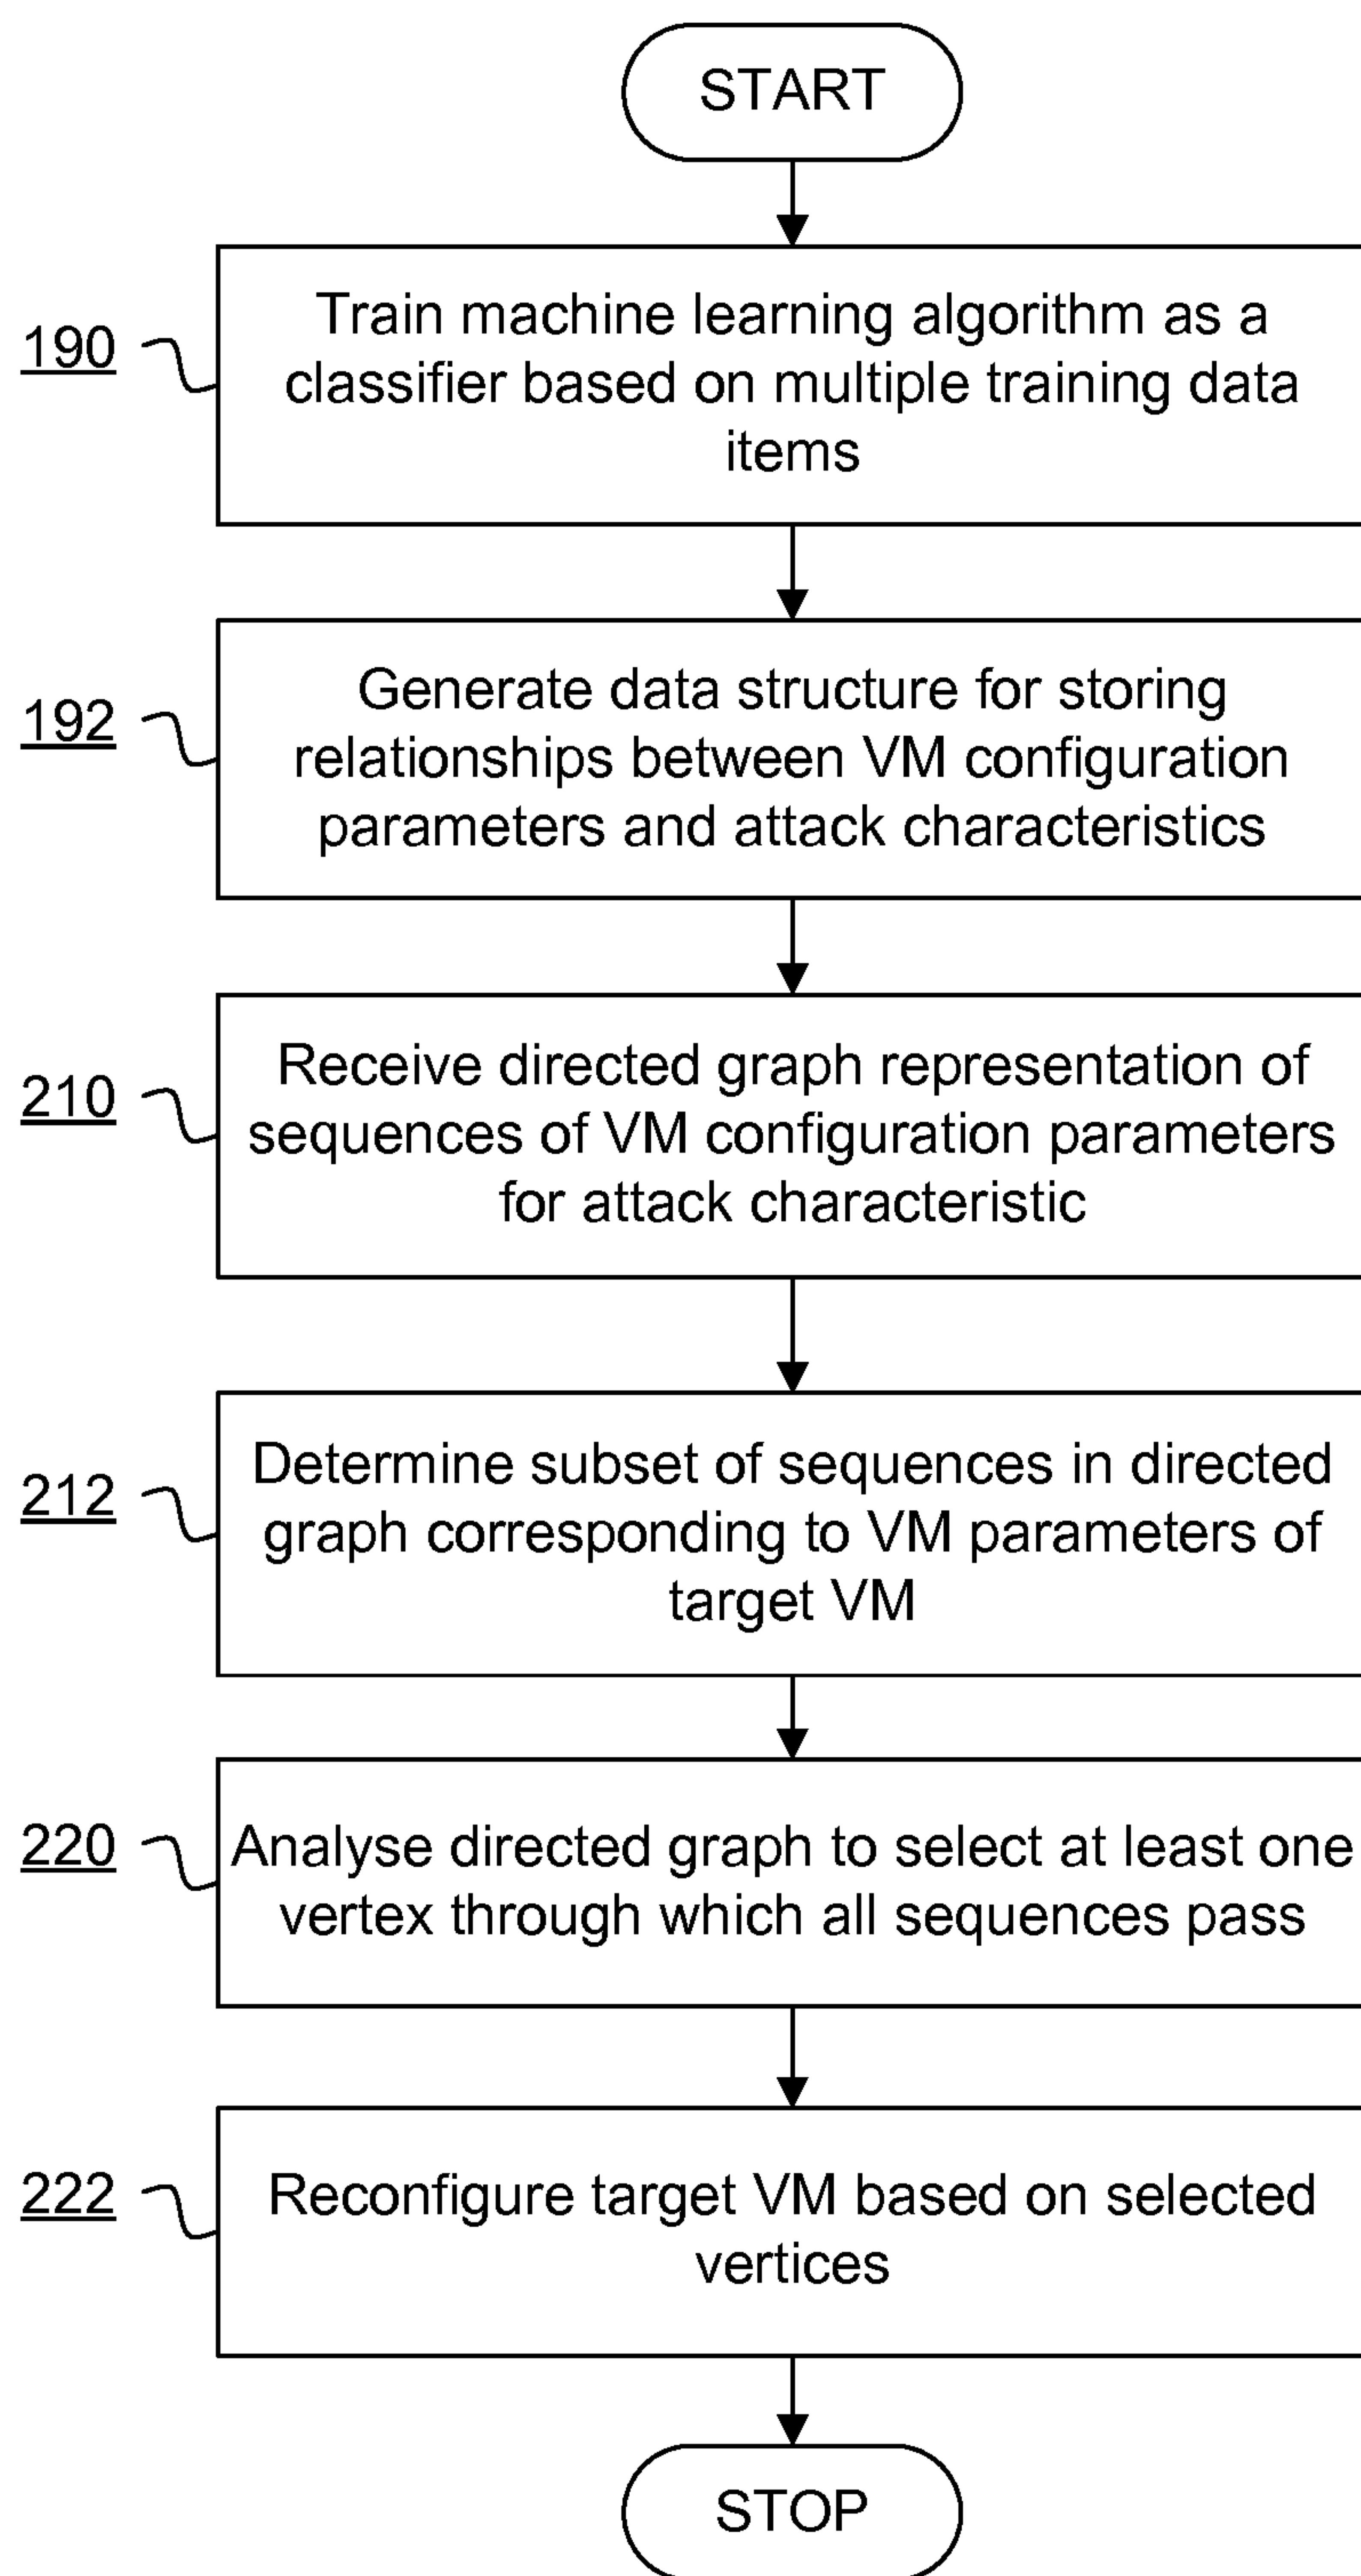 START
190
Train machine learning algorithm as a
classifier based on multiple training data
items
192
Generate data structure for storing
relationships between VM configuration
parameters and attack characteristics
210
Receive directed graph representation of
sequences of VM configuration parameters
for attack characteristic
212
Determine subset of sequences in directed
graph corresponding to VM parameters of
target VM
220
Analyse directed graph to select at least one
vertex through which all sequences pass
222
Reconfigure target VM based on selected
vertices
STOP